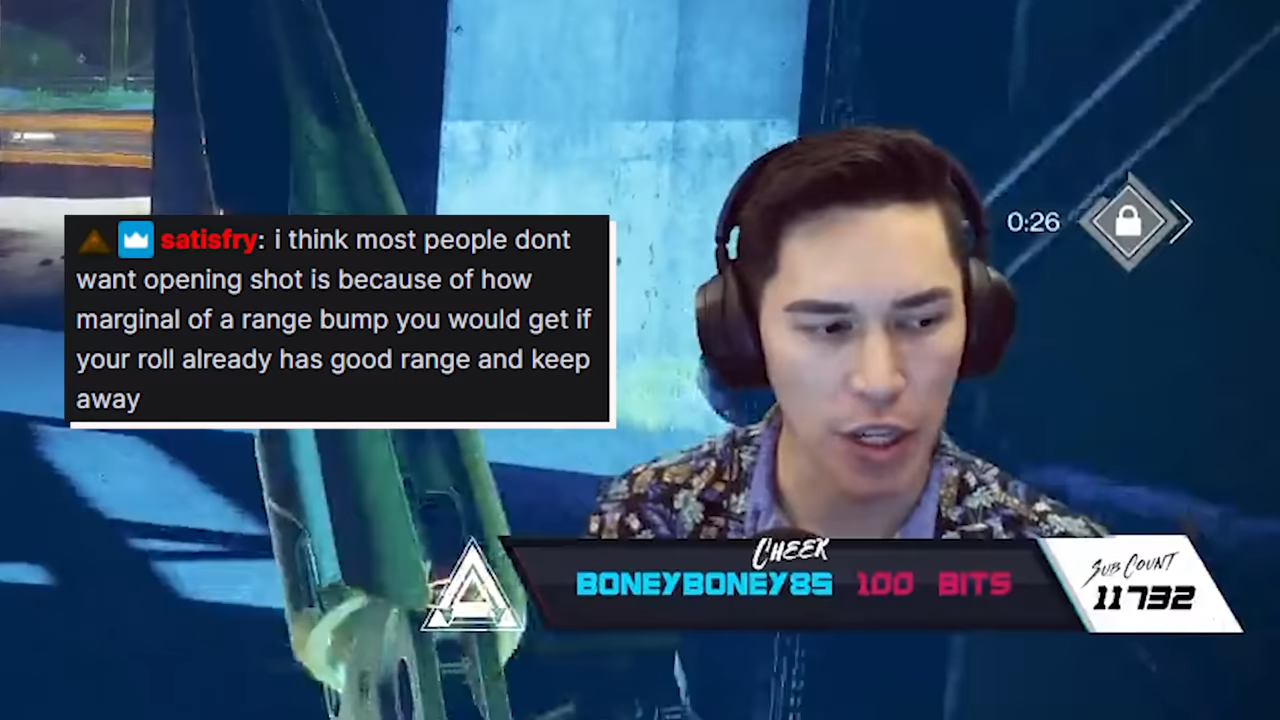 satisfry: i think most people dont
want opening shot is because of how
marginal of a range bump you would get if
your roll already has good range and keep
away
0:26
CHEER
BONEYBONEY85 100 BITS
SUB COUNT
11732